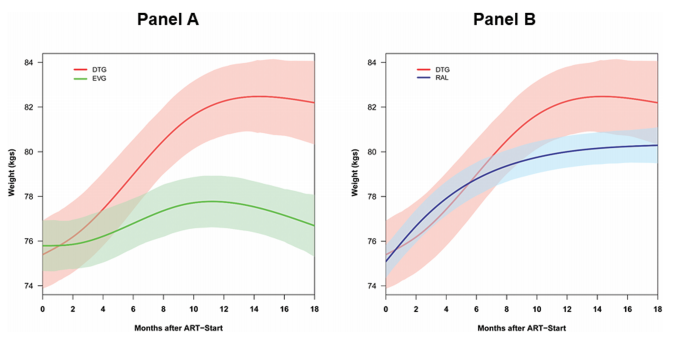 Panel A
Panel B
84
82
80
78
76
74
Weight (kgs)
DTG
EVG
0 2 4 6 8 10 12 14 16 18
Months after ART−Start
84
82
80
78
76
74
Weight (kgs)
DTG
RAL
0 2 4 6 8 10 12 14 16 18
Months after ART−Start